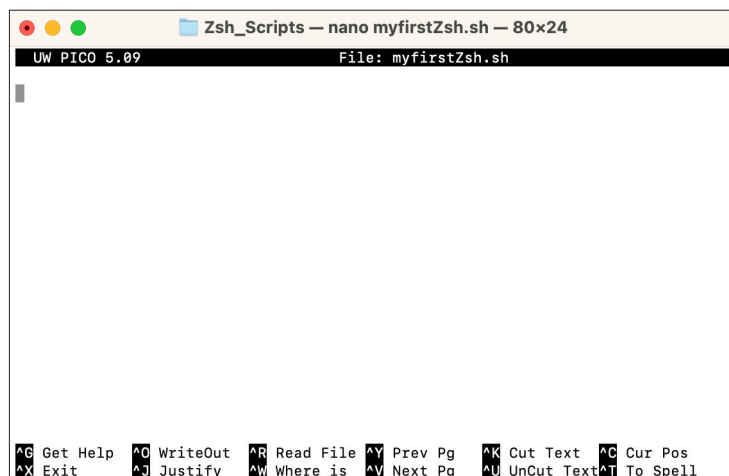 Zsh_Scripts — nano myfirstZsh.sh — 80×24
UW PICO 5.09 File: myfirstZsh.sh
^G Get Help ^O WriteOut ^R Read File ^Y Prev Pg ^K Cut Text ^C Cur Pos
^X Exit ^J Justify ^W Where is ^V Next Pg ^U UnCut Text ^T To Spell